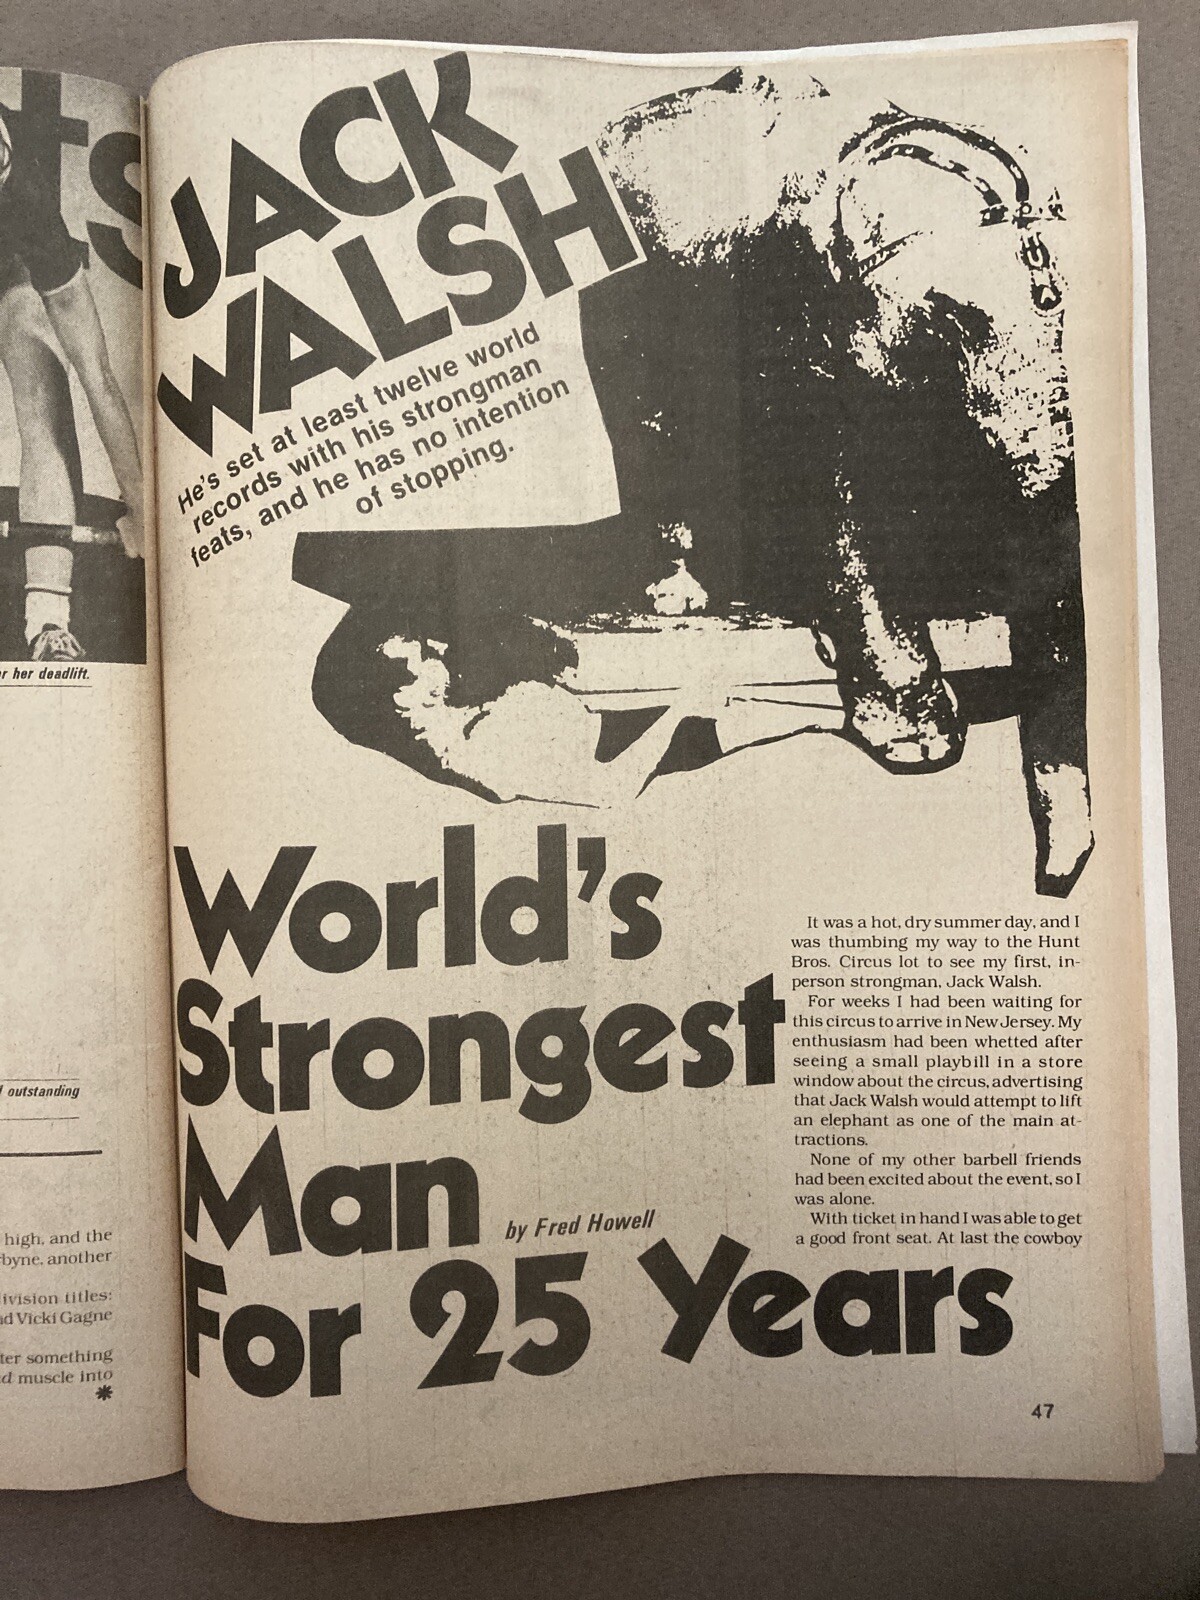 ts
r her deadlift.
outstanding
high, and the
byne, another
ivision titles:
nd Vicki Gagne
ter something
d muscle into
JACK
WALSH
He's set at least twelve world
records with his strongman
feats, and he has no intention
of stopping.
U
World's
Strongest
Man
For 25 Years
by Fred Howell
It was a hot, dry summer day, and I
was thumbing my way to the Hunt
Bros. Circus lot to see my first, in-
person strongman, Jack Walsh.
For weeks I had been waiting for
this circus to arrive in New Jersey. My
enthusiasm had been whetted after
seeing a small playbill in a store
window about the circus, advertising
that Jack Walsh would attempt to lift
an elephant as one of the main at-
tractions.
None of my other barbell friends
had been excited about the event, so I
was alone.
With ticket in hand I was able to get
a good front seat. At last the cowboy
47